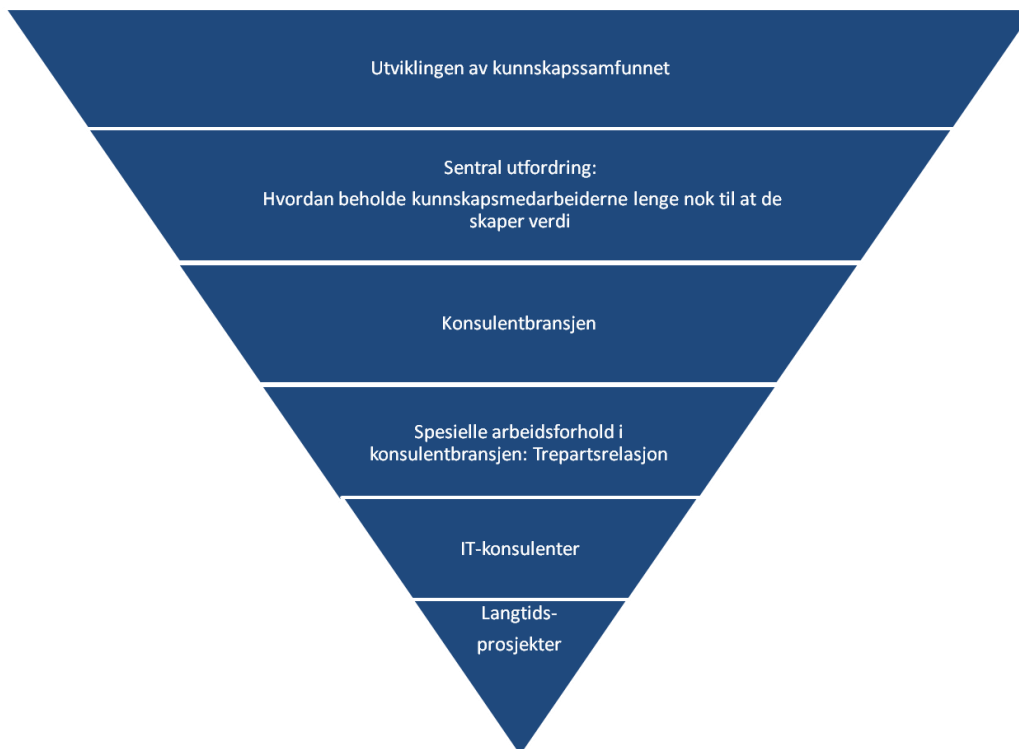 Utviklingen av kunnskapssamfunnet
Sentral utfordring:
Hvordan beholde kunnskapsmedarbeiderne lenge nok til at de
skaper verdi
Konsulentbransjen
Spesielle arbeidsforhold i
konsulentbransjen: Trepartsrelasjon
IT-konsulenter
Langtids-
prosjekter